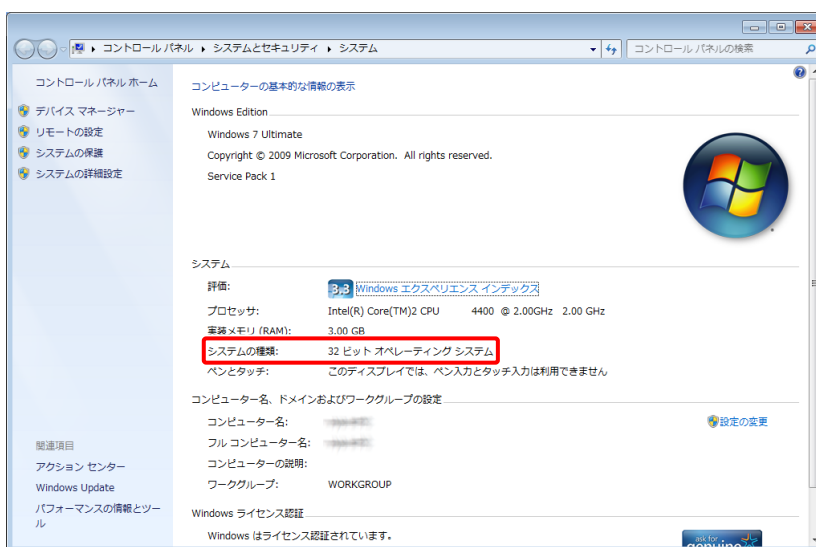 コントロール パネル ▸ システムとセキュリティ ▸ システム
コントロール パネルの検索
コントロール パネル ホーム
デバイス マネージャー
リモートの設定
システムの保護
システムの詳細設定
コンピューターの基本的な情報の表示
Windows Edition
Windows 7 Ultimate
Copyright © 2009 Microsoft Corporation. All rights reserved.
Service Pack 1
システム
評価: 3.3 Windows エクスペリエンス インデックス
プロセッサ: Intel(R) Core(TM)2 CPU 4400 @ 2.00GHz 2.00 GHz
実装メモリ (RAM): 3.00 GB
システムの種類: 32 ビット オペレーティング システム
ペンとタッチ: このディスプレイでは、ペン入力とタッチ入力は利用できません
コンピューター名、ドメインおよびワークグループの設定
コンピューター名:
設定の変更
フル コンピューター名:
コンピューターの説明:
ワークグループ: WORKGROUP
Windows ライセンス認証
Windows はライセンス認証されています。
ask for
genuine
関連項目
アクション センター
Windows Update
パフォーマンスの情報とツー
ル